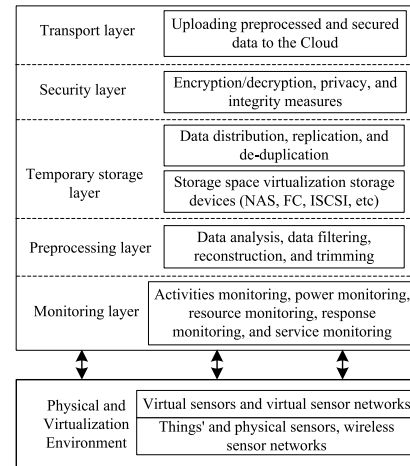 Transport layer
Uploading preprocessed and secured
data to the Cloud
Security layer
Encryption/decryption, privacy, and
integrity measures
Temporary storage
layer
Data distribution, replication, and
de-duplication
Storage space virtualization storage
devices (NAS, FC, ISCSI, etc)
Preprocessing layer
Data analysis, data filtering,
reconstruction, and trimming
Monitoring layer
Activities monitoring, power monitoring,
resource monitoring, response
monitoring, and service monitoring
Physical and
Virtualization
Environment
Virtual sensors and virtual sensor networks
Things' and physical sensors, wireless
sensor networks